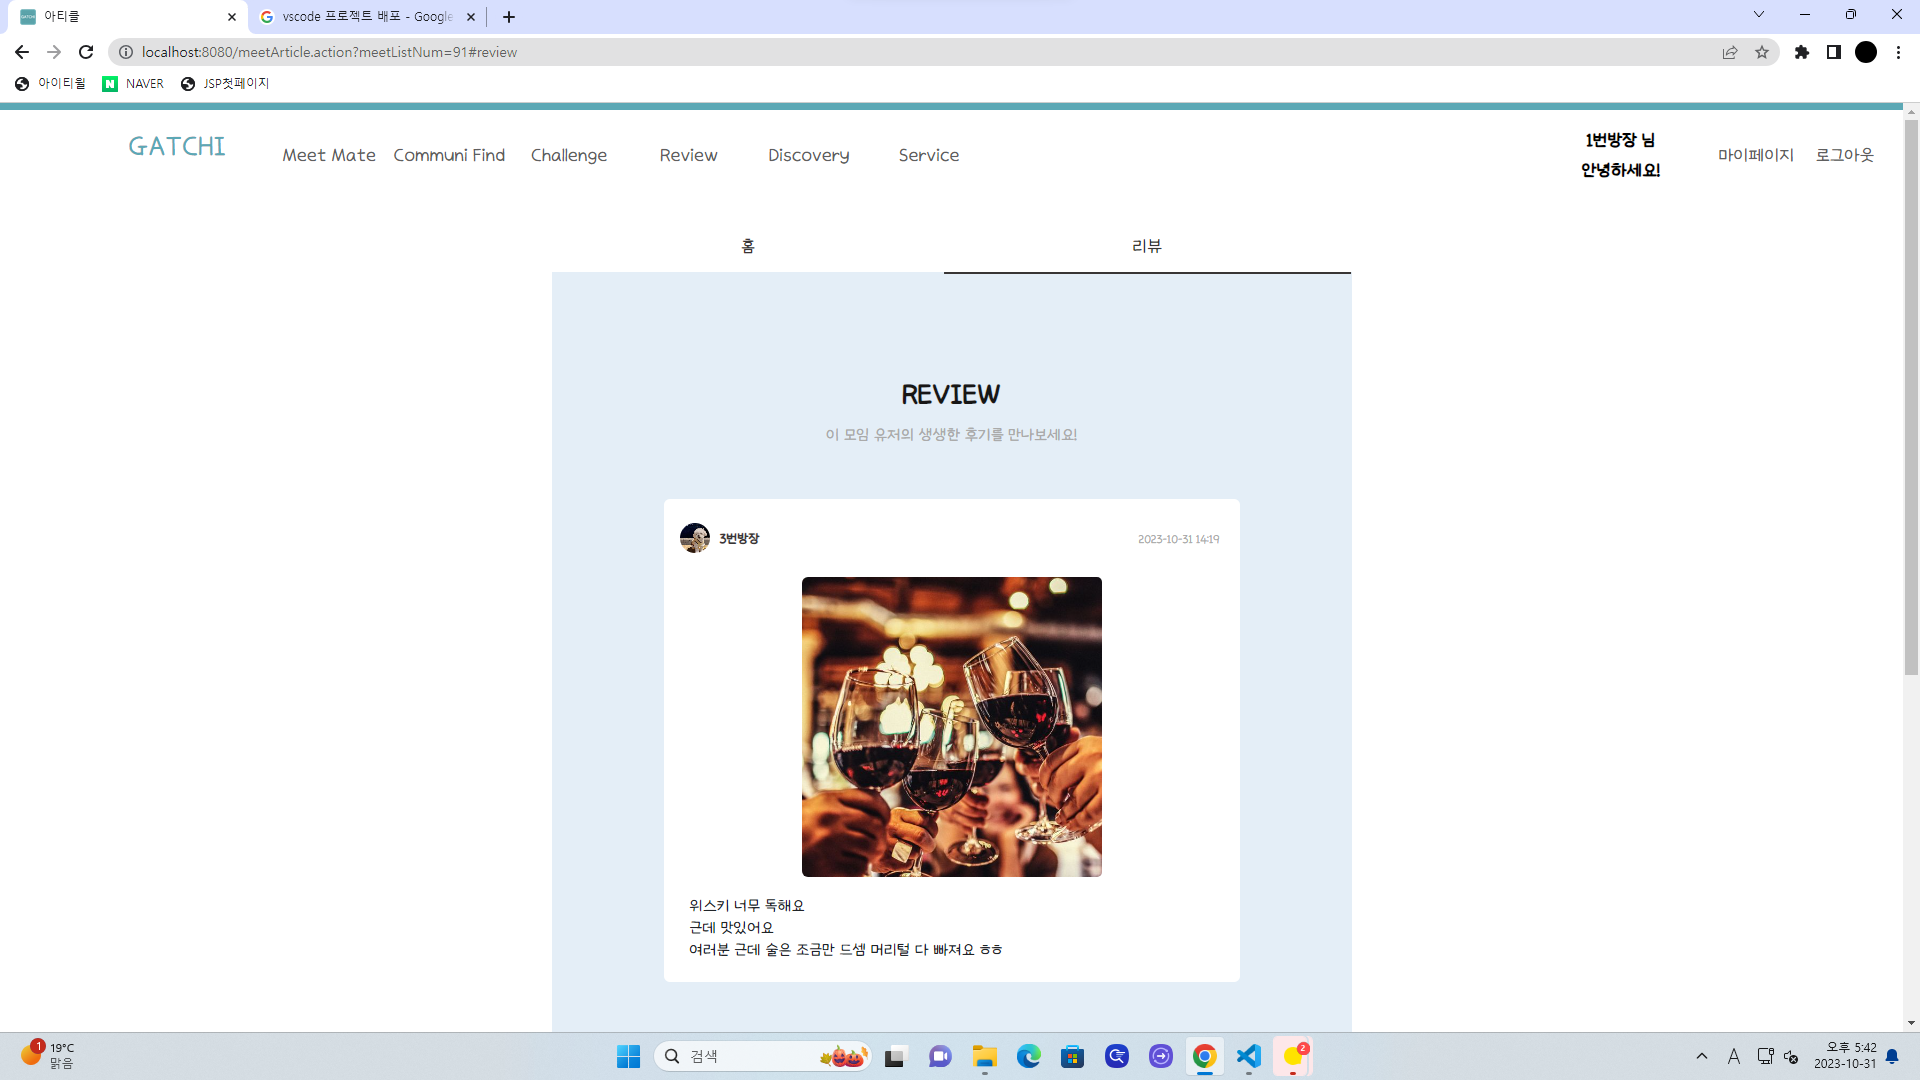 아티클
vscode 프로젝트 배포 - Google
localhost:8080/meetArticle.action?meetListNum=91#review
아이티윌
NAVER
JSP첫페이지
GATCHI
Meet Mate
Communi Find
Challenge
Review
Discovery
Service
1번방장 님
안녕하세요!
마이페이지
로그아웃
홈
리뷰
REVIEW
이 모임 유저의 생생한 후기를 만나보세요!
3번방장
2023-10-31 14:19
위스키 너무 독해요
근데 맛있어요
여러분 근데 술은 조금만 드셈 머리털 다 빠져요 ㅎㅎ
1
19°C
맑음
검색
2
A
오후 5:42
2023-10-31